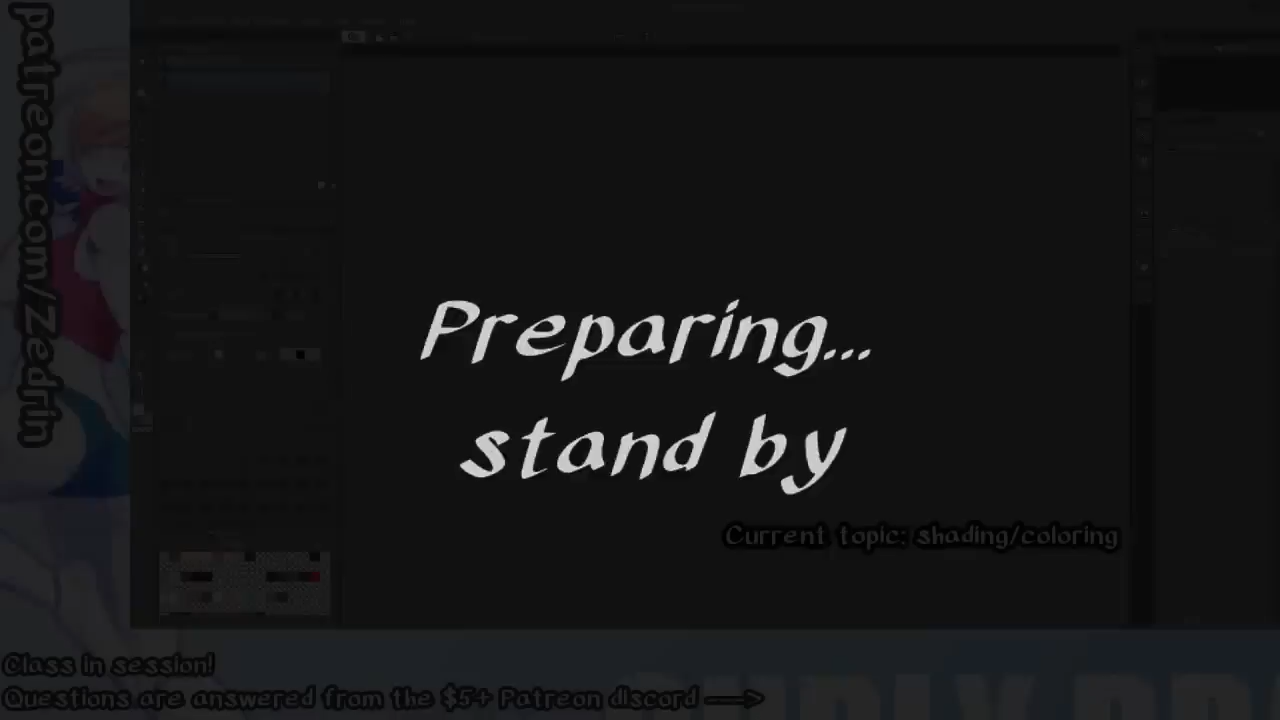 patreon.com/Zedrin
Preparing...
stand by
Current topic: shading/coloring
Class in session!
Questions are answered from the $5+ Patreon discord --->